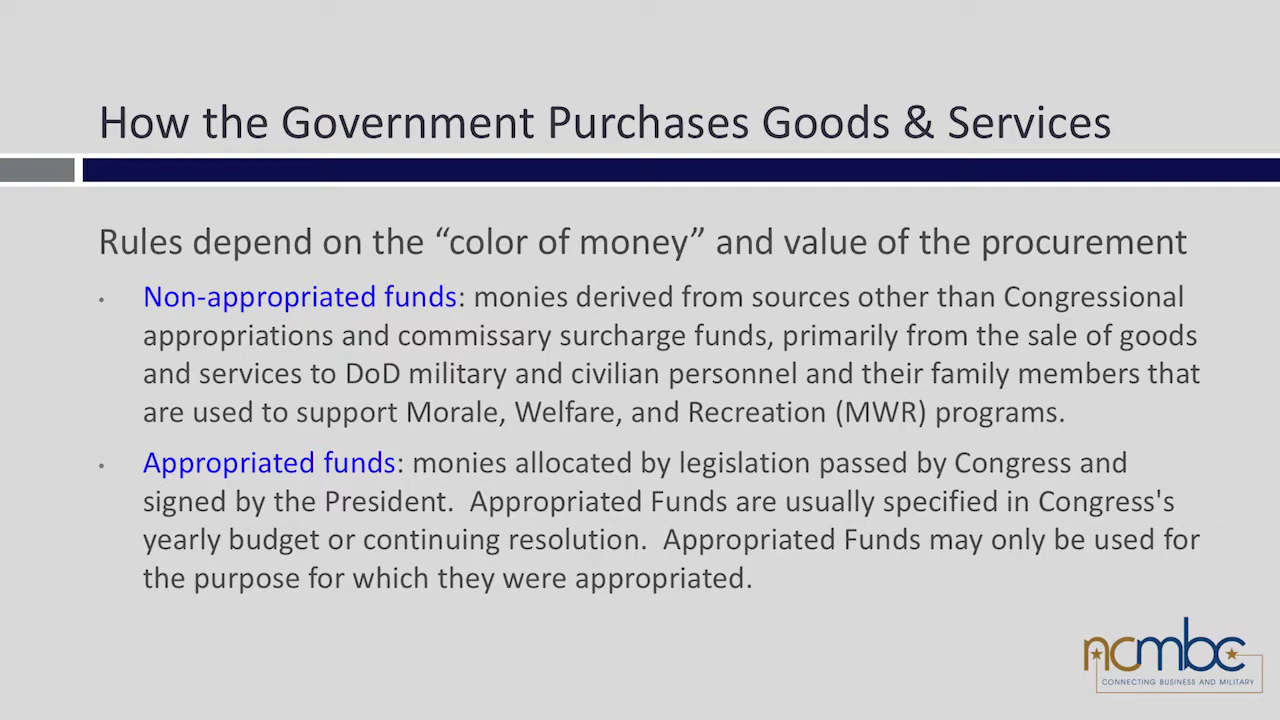 How the Government Purchases Goods & Services
Rules depend on the “color of money” and value of the procurement
• Non-appropriated funds: monies derived from sources other than Congressional
appropriations and commissary surcharge funds, primarily from the sale of goods
and services to DoD military and civilian personnel and their family members that
are used to support Morale, Welfare, and Recreation (MWR) programs.
• Appropriated funds: monies allocated by legislation passed by Congress and
signed by the President.  Appropriated Funds are usually specified in Congress's
yearly budget or continuing resolution.  Appropriated Funds may only be used for
the purpose for which they were appropriated.
ncmbc
CONNECTING BUSINESS AND MILITARY